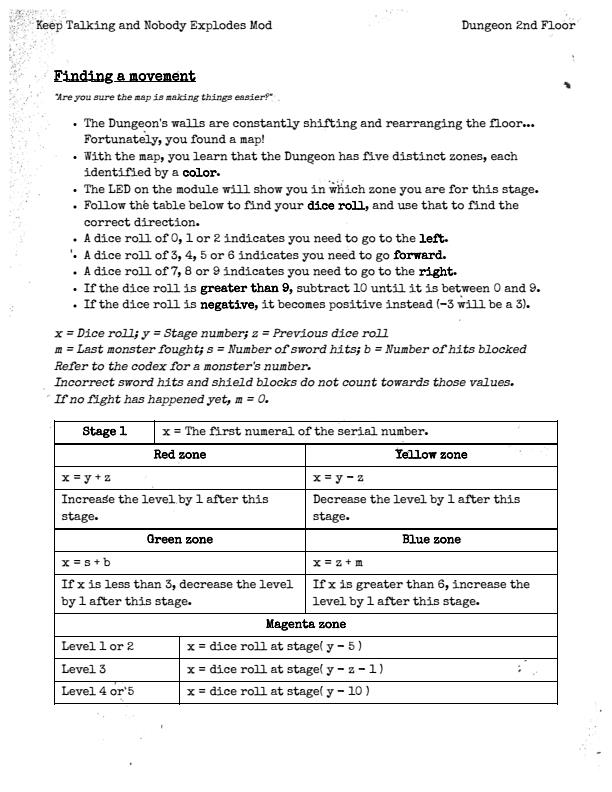 Keep Talking and Nobody Explodes Mod Dungeon 2nd Floor
Finding a movement
"Are you sure the map is making things easier?"
• The Dungeon's walls are constantly shifting and rearranging the floor...
Fortunately, you found a map!
• With the map, you learn that the Dungeon has five distinct zones, each
identified by a color.
• The LED on the module will show you in which zone you are for this stage.
• Follow the table below to find your dice roll, and use that to find the
correct direction.
• A dice roll of 0, 1 or 2 indicates you need to go to the left.
• A dice roll of 3, 4, 5 or 6 indicates you need to go forward.
• A dice roll of 7, 8 or 9 indicates you need to go to the right.
• If the dice roll is greater than 9, subtract 10 until it is between 0 and 9.
• If the dice roll is negative, it becomes positive instead (-3 will be a 3).
x = Dice roll; y = Stage number; z = Previous dice roll
m = Last monster fought; s = Number of sword hits; b = Number of hits blocked
Refer to the codex for a monster's number.
Incorrect sword hits and shield blocks do not count towards those values.
If no fight has happened yet, m = 0.
Stage 1 x = The first numeral of the serial number.
Red zone Yellow zone
x = y + z x = y - z
Increase the level by 1 after this Decrease the level by 1 after this
stage. stage.
Green zone Blue zone
x = s + b x = z + m
If x is less than 3, decrease the level If x is greater than 6, increase the
by 1 after this stage. level by 1 after this stage.
Magenta zone
Level 1 or 2 x = dice roll at stage( y - 5 )
Level 3 x = dice roll at stage( y - z - 1 )
Level 4 or 5 x = dice roll at stage( y - 10 )